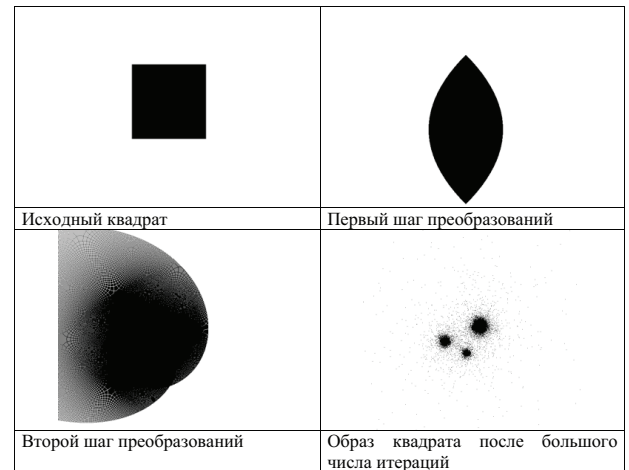 Исходный квадрат
Первый шаг преобразований
Второй шаг преобразований
Образ квадрата после большого
числа итераций